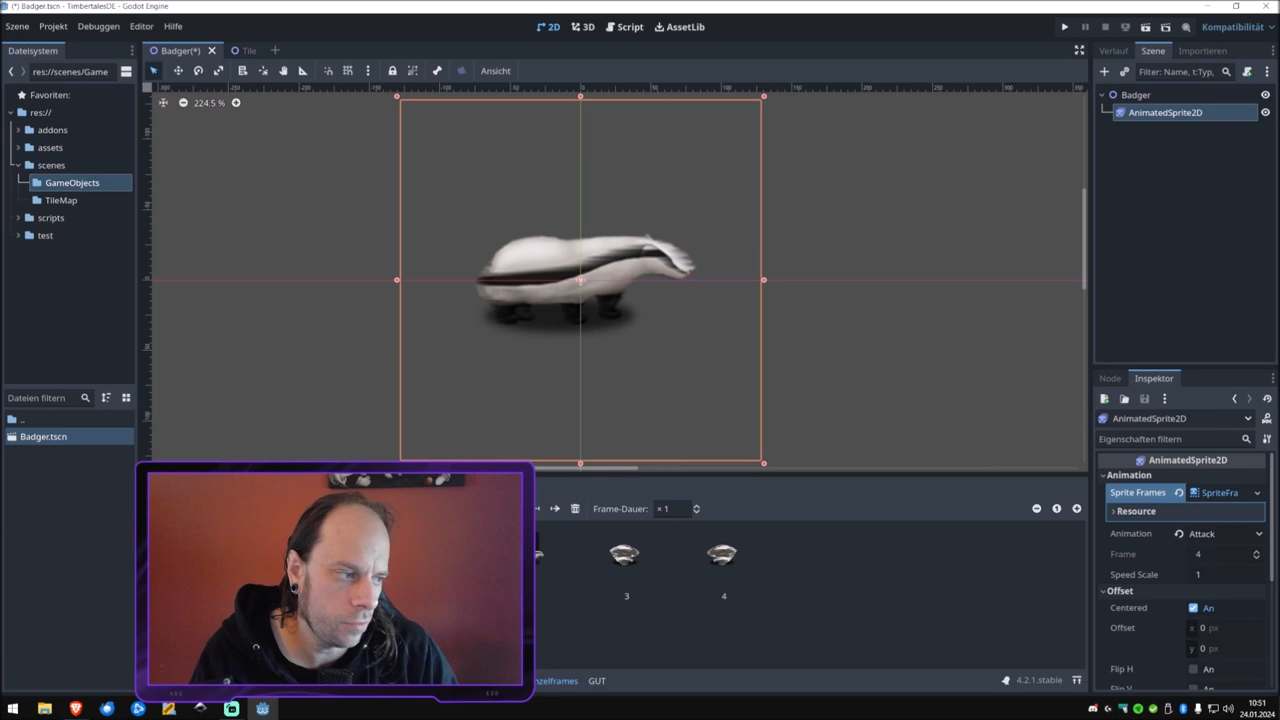 (*) Badger.tscn - TimbertalesDE - Godot Engine
Szene Projekt Debuggen Editor Hilfe
2D 3D Script AssetLib
Kompatibilität
Dateisystem
Badger(*) Tile
Verlauf Szene Importieren
res://scenes/Game
Ansicht
Filter: Name, t:Typ,
Favoriten:
res://
addons
assets
scenes
GameObjects
TileMap
scripts
test
224.5 %
Badger
AnimatedSprite2D
Dateien filtern
..
Badger.tscn
Node Inspektor
AnimatedSprite2D
Eigenschaften filtern
AnimatedSprite2D
Animation
Sprite Frames SpriteFra
Resource
Animation Attack
Frame 4
Speed Scale 1
Offset
Centered An
Offset x 0 px
y 0 px
Flip H An
Flip V An
Frame-Dauer: × 1
3 4
inzelframes GUT
4.2.1.stable
10:51
24.01.2024